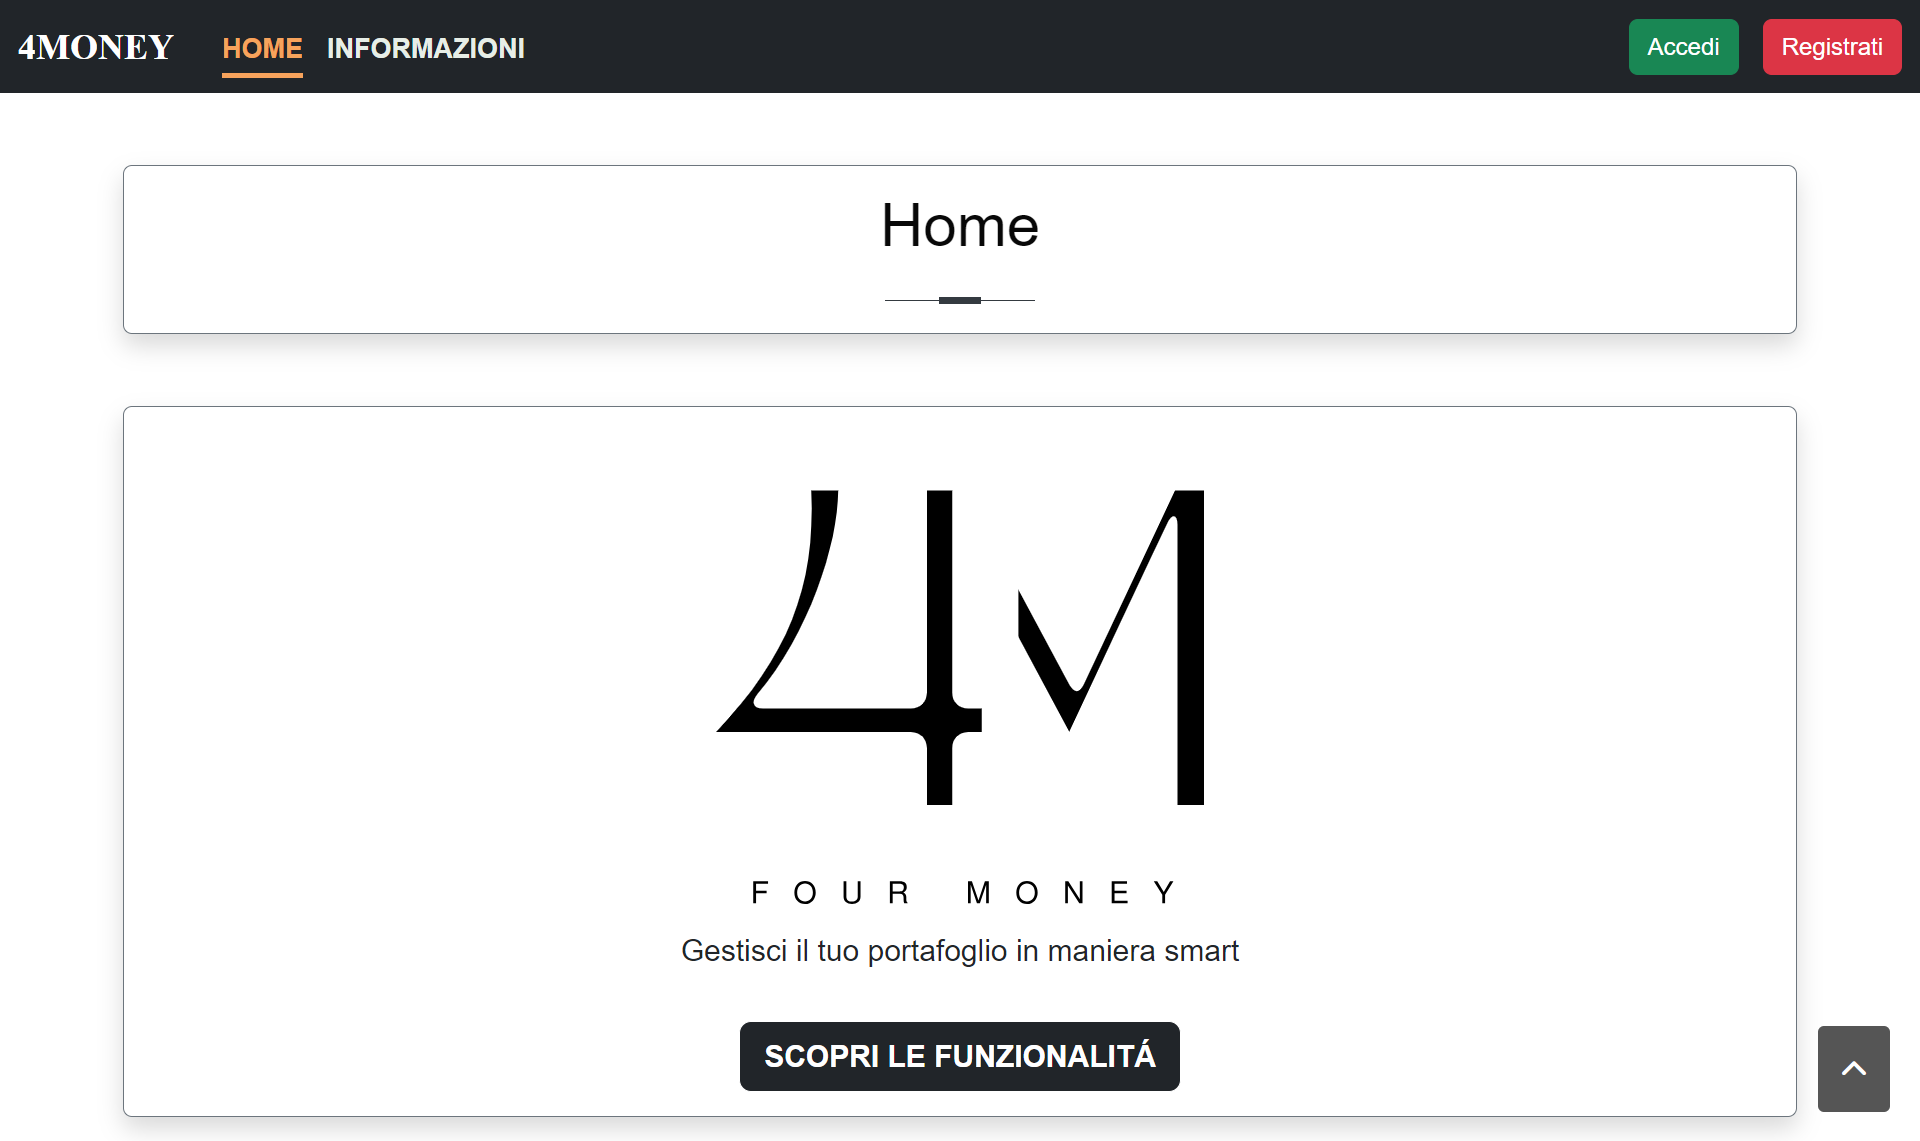 4MONEY HOME INFORMAZIONI Accedi Registrati
Home
4M
FOUR MONEY
Gestisci il tuo portafoglio in maniera smart
SCOPRI LE FUNZIONALITÁ